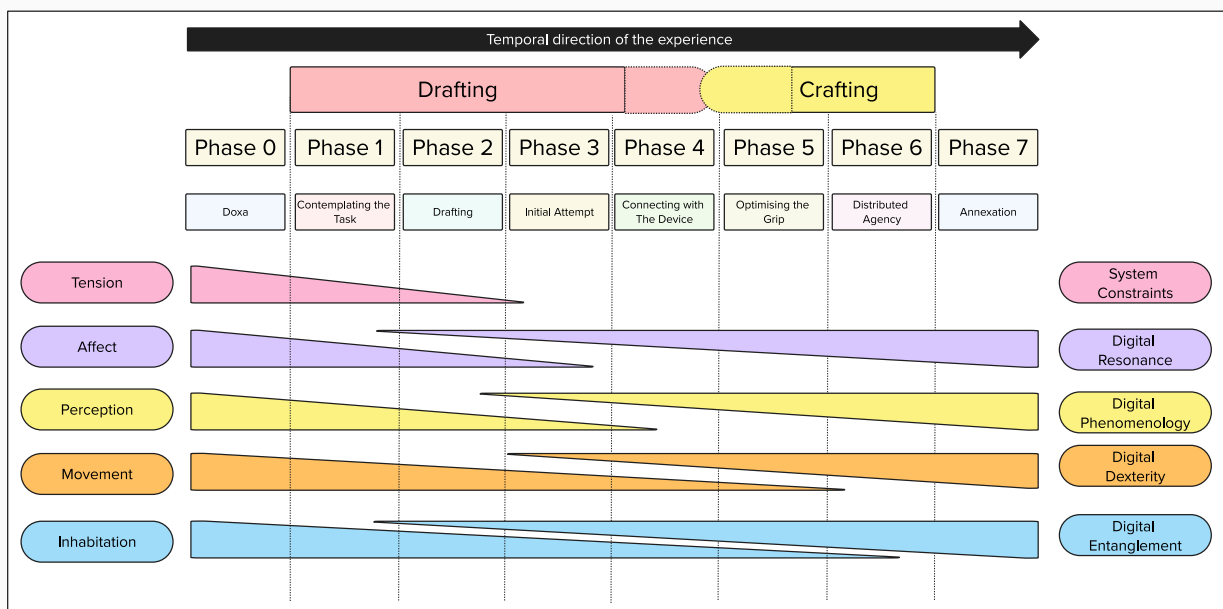 Temporal direction of the experience
Drafting
Crafting
Phase 0
Phase 1
Phase 2
Phase 3
Phase 4
Phase 5
Phase 6
Phase 7
Doxa
Contemplating the
Task
Drafting
Initial Attempt
Connecting with
The Device
Optimising the
Grip
Distributed
Agency
Annexation
Tension
System
Constraints
Affect
Digital
Resonance
Perception
Digital
Phenomenology
Movement
Digital
Dexterity
Inhabitation
Digital
Entanglement